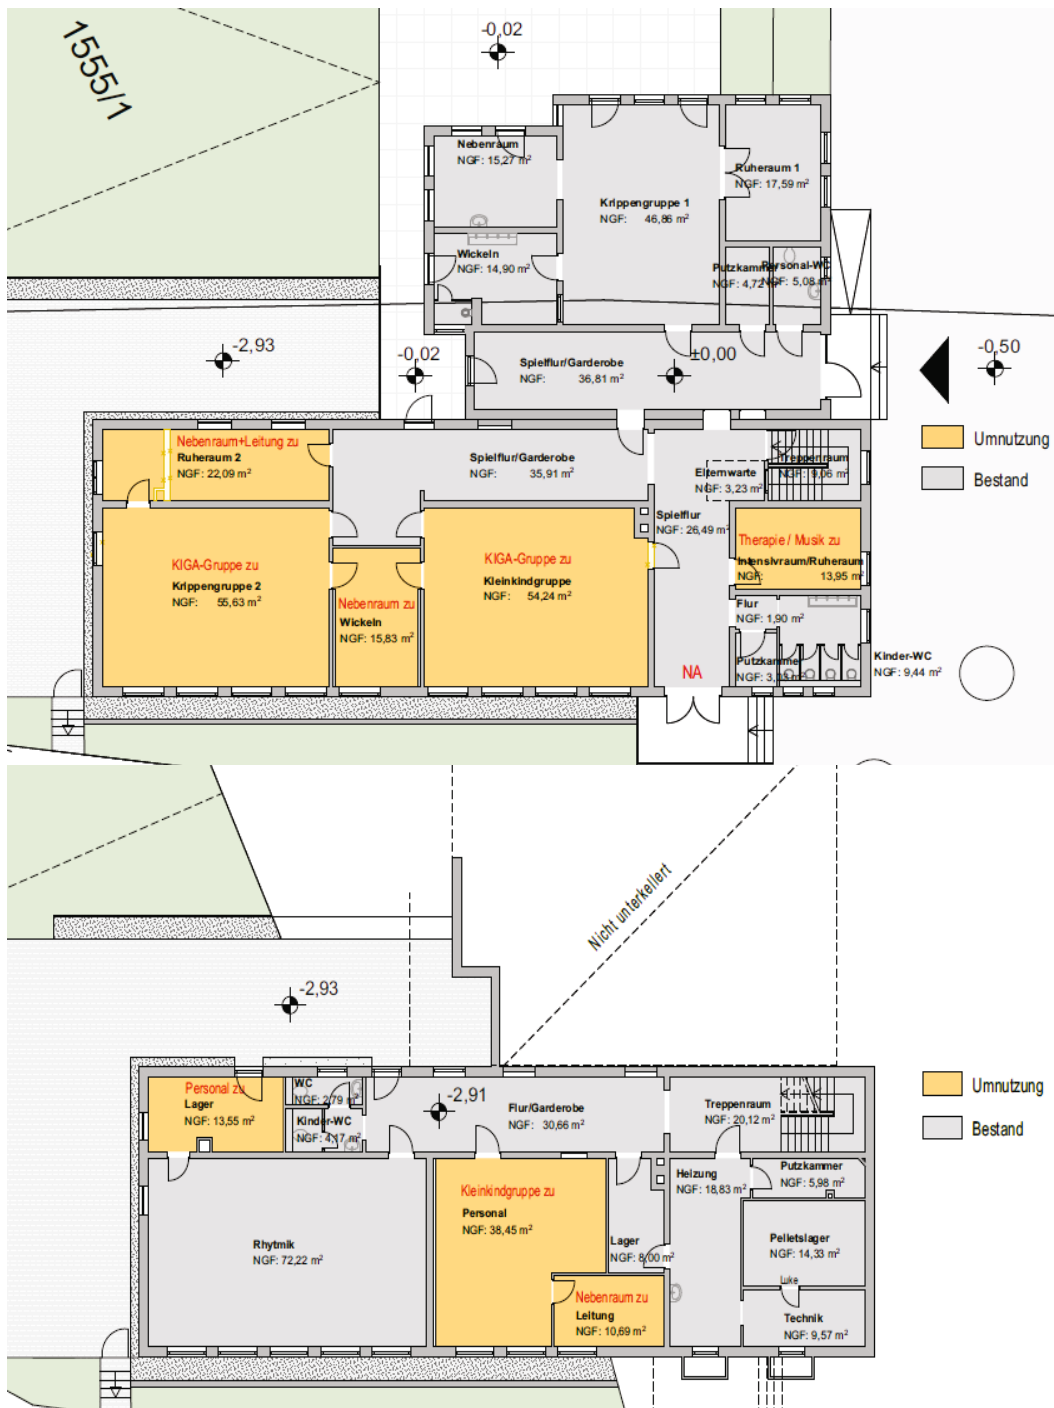 1555/1
-0,02
Nebenraum
NGF: 15,27 m²
Ruheraum 1
NGF: 17,59 m²
Krippengruppe 1
NGF: 46,86 m²
Wickeln
NGF: 14,90 m²
Putzkammer
NGF: 4,72 m²
Personal-WC
NGF: 5,08 m²
-2,93
-0,02
Spielflur/Garderobe
NGF: 36,81 m²
±0,00
-0,50
Umnutzung
Bestand
Nebenraum+Leitung zu
Ruheraum 2
NGF: 22,09 m²
Spielflur/Garderobe
NGF: 35,91 m²
Elternwarte
NGF: 3,23 m²
Treppenraum
NGF: 9,06 m²
Spielflur
NGF: 26,49 m²
KIGA-Gruppe zu
Krippengruppe 2
NGF: 55,63 m²
KIGA-Gruppe zu
Kleinkindgruppe
NGF: 54,24 m²
Therapie / Musik zu
Intensivraum/Ruheraum
NGF: 13,95 m²
Nebenraum zu
Wickeln
NGF: 15,83 m²
Flur
NGF: 1,90 m²
Putzkammer
NGF: 3,03 m²
Kinder-WC
NGF: 9,44 m²
NA
Nicht unterkellert
-2,93
Personal zu
Lager
NGF: 13,55 m²
WC
NGF: 2,79 m²
Kinder-WC
NGF: 4,17 m²
-2,91
Flur/Garderobe
NGF: 30,66 m²
Treppenraum
NGF: 20,12 m²
Umnutzung
Bestand
Kleinkindgruppe zu
Personal
NGF: 38,45 m²
Heizung
NGF: 18,83 m²
Putzkammer
NGF: 5,98 m²
Rhytmik
NGF: 72,22 m²
Lager
NGF: 8,00 m²
Pelletslager
NGF: 14,33 m²
Luke
Nebenraum zu
Leitung
NGF: 10,69 m²
Technik
NGF: 9,57 m²